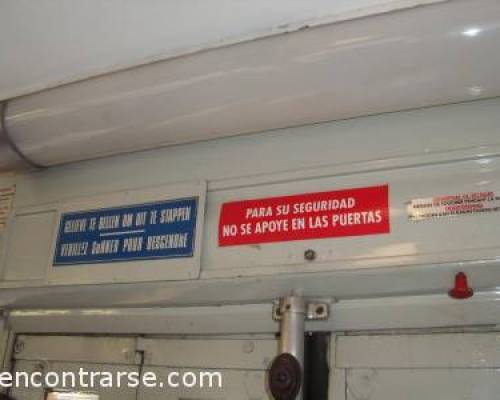 GELIEVE TE BELLEN OM UIT TE STAPPEN
VEUILLEZ SONNER POUR DESCENDRE
PARA SU SEGURIDAD
NO SE APOYE EN LAS PUERTAS
encontrarse.com